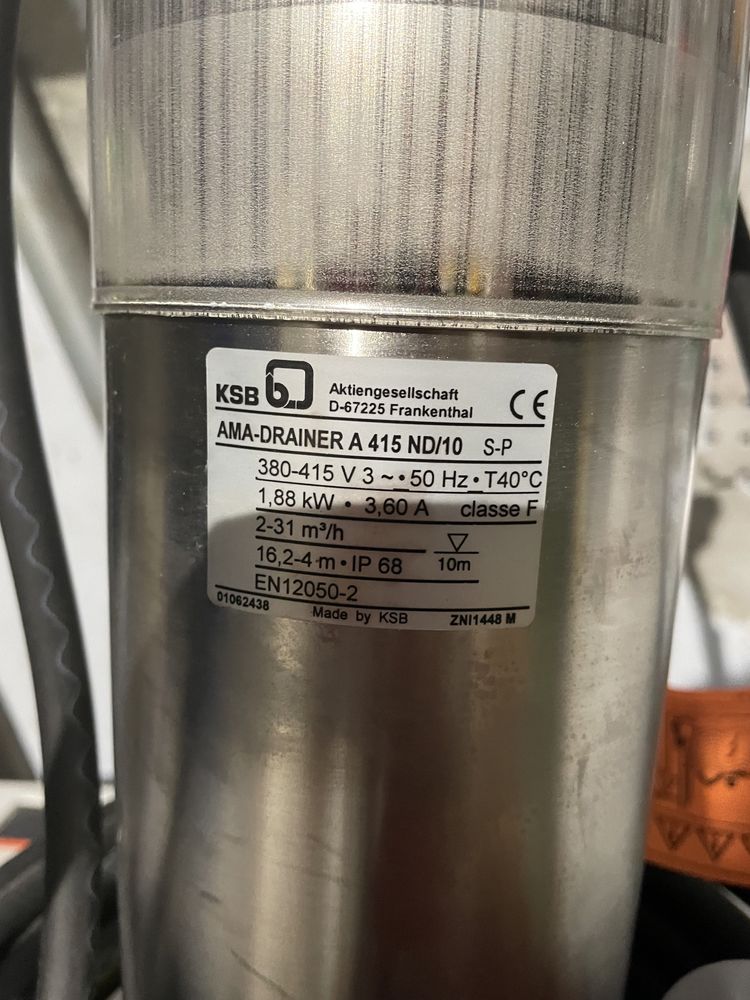 KSB Aktiengesellschaft
D-67225 Frankenthal CE
AMA-DRAINER A 415 ND/10 S-P
380-415 V 3 ~ • 50 Hz • T40°C
1,88 kW • 3,60 A classe F
2-31 m³/h
16,2-4 m • IP 68 10m
EN12050-2
01062438 Made by KSB ZNI1448 M